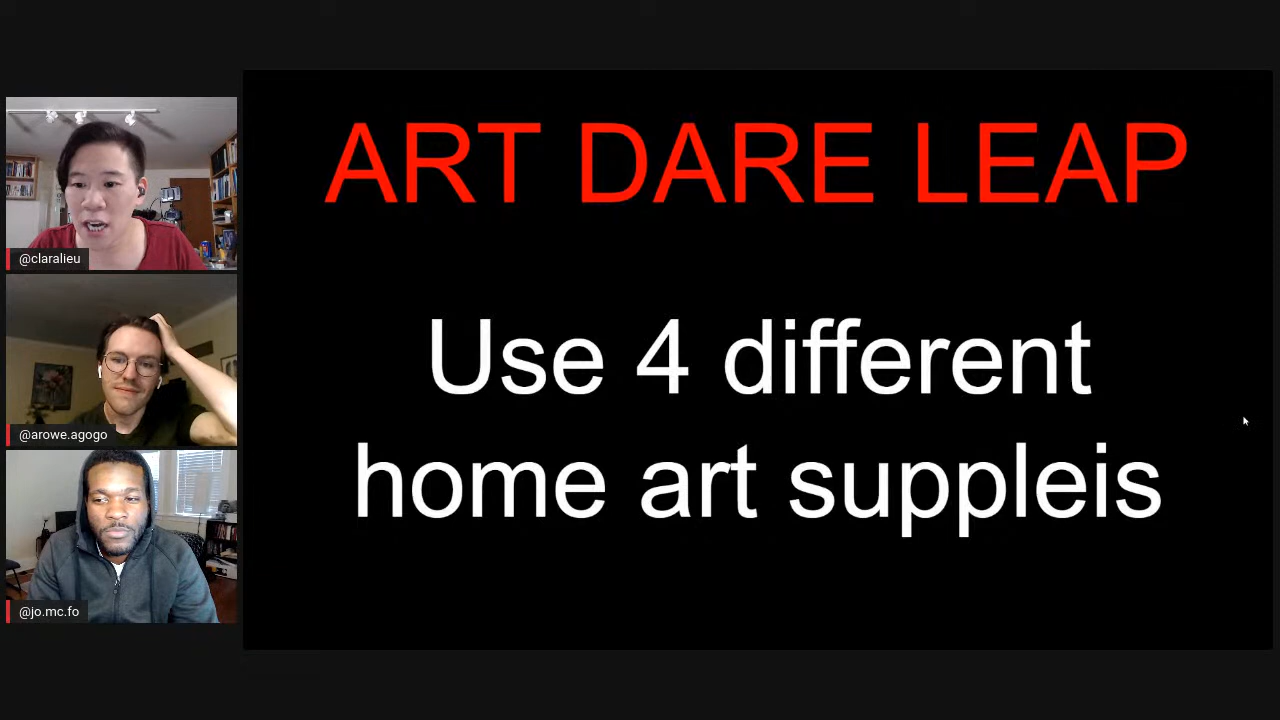 @claralieu
@arowe.agogo
@jo.mc.fo
ART DARE LEAP
Use 4 different
home art suppleis